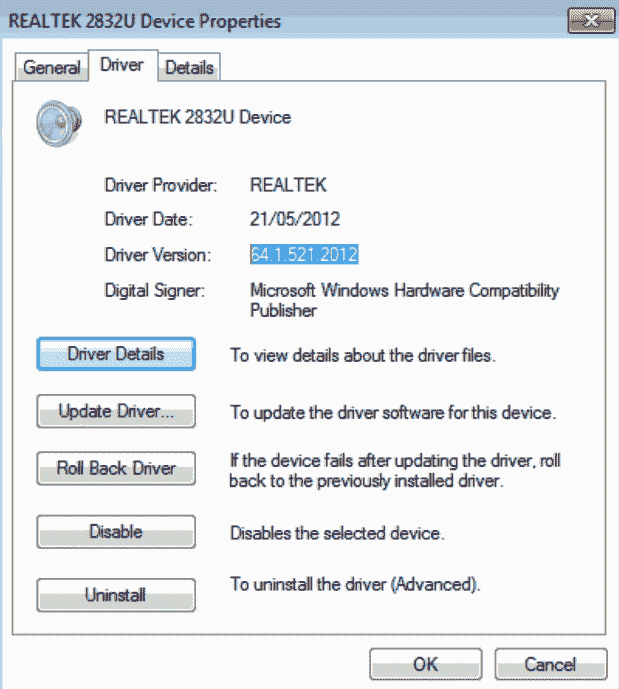 REALTEK 2832U Device Properties
General Driver Details
REALTEK 2832U Device
Driver Provider: REALTEK
Driver Date: 21/05/2012
Driver Version: 64.1.521.2012
Digital Signer: Microsoft Windows Hardware Compatibility
Publisher
Driver Details To view details about the driver files.
Update Driver... To update the driver software for this device.
Roll Back Driver If the device fails after updating the driver, roll
back to the previously installed driver.
Disable Disables the selected device.
Uninstall To uninstall the driver (Advanced).
OK Cancel